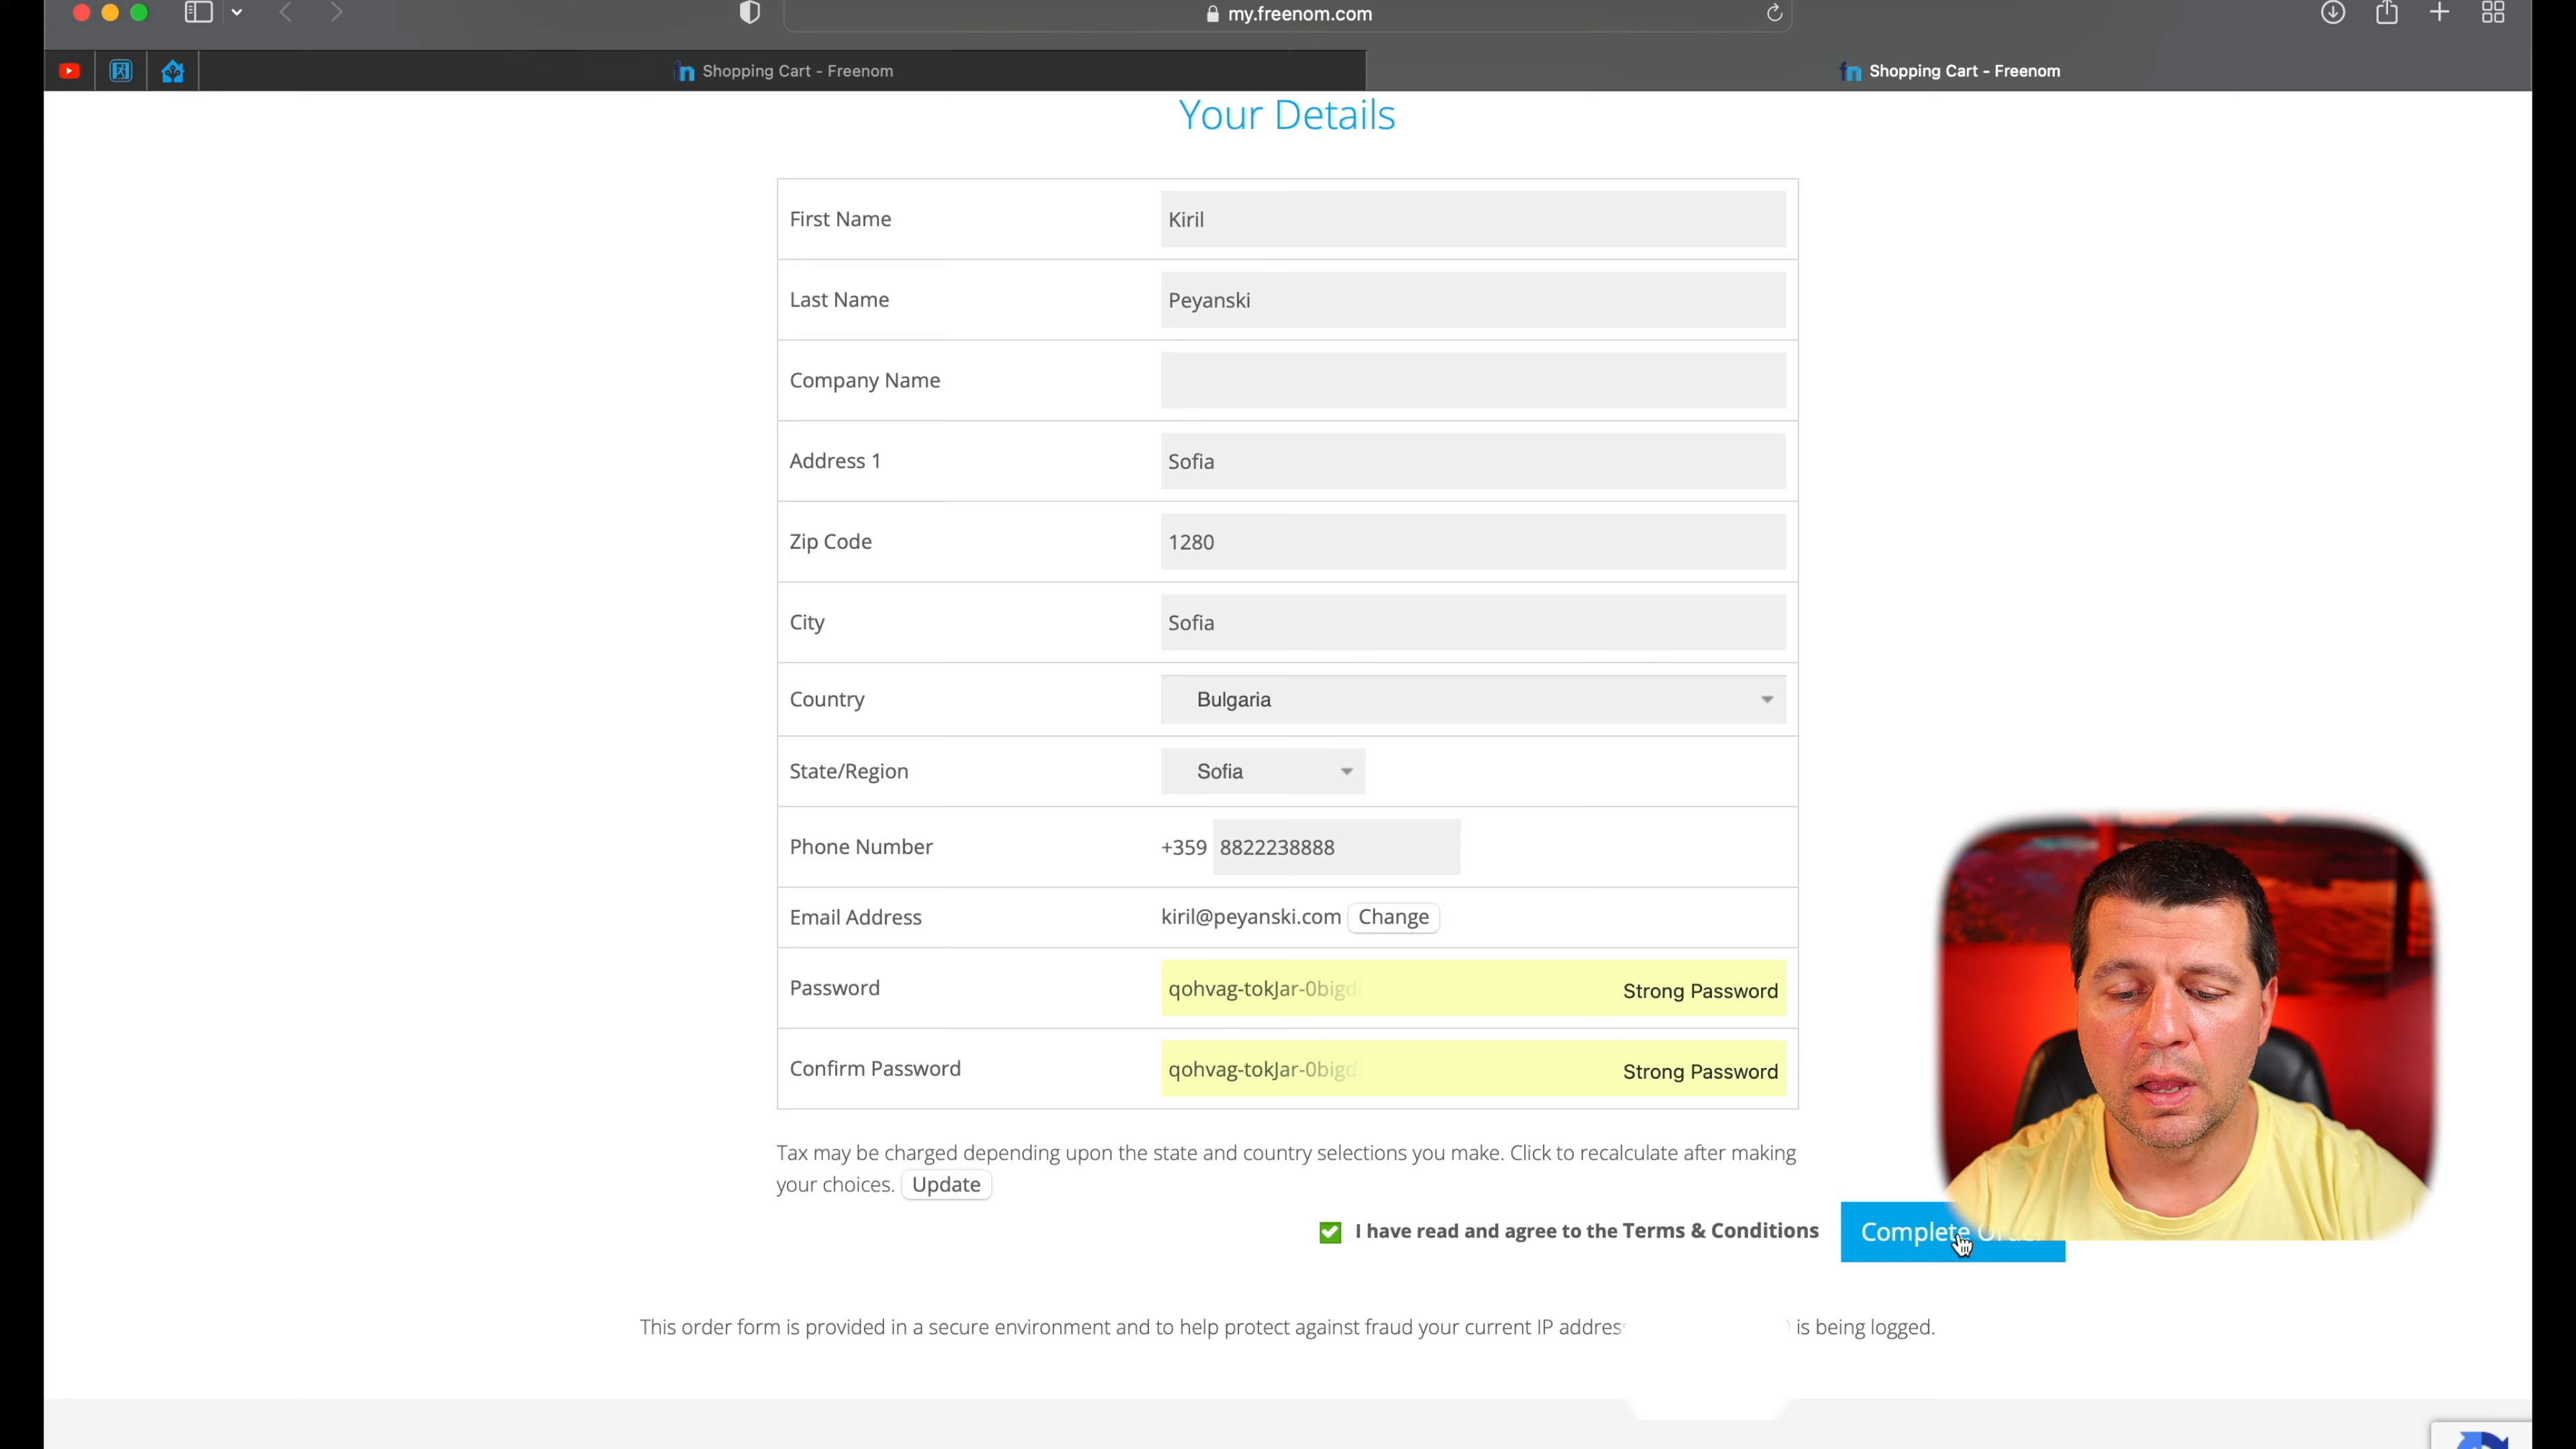 my.freenom.com
Shopping Cart - Freenom
Shopping Cart - Freenom
Your Details
First Name Kiril
Last Name Peyanski
Company Name
Address 1 Sofia
Zip Code 1280
City Sofia
Country Bulgaria
State/Region Sofia
Phone Number +359 8822238888
Email Address kiril@peyanski.com Change
Password qohvag-tokJar-0bigd Strong Password
Confirm Password qohvag-tokJar-0bigd Strong Password
Tax may be charged depending upon the state and country selections you make. Click to recalculate after making
your choices. Update
I have read and agree to the Terms & Conditions Complete Order
This order form is provided in a secure environment and to help protect against fraud your current IP address is being logged.